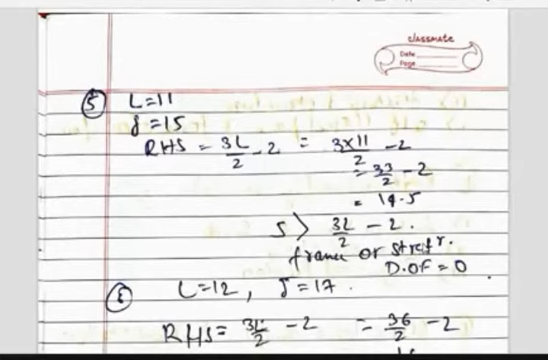 classmate
Date
Page
5 L=11
J=15
RHS = 3L/2 - 2 = 3×11/2 - 2
= 33/2 - 2
= 14.5
J > 3L/2 - 2.
frame or
D.OF = 0
6 L=12, J=17.
RHS = 3L/2 - 2 = 36/2 - 2